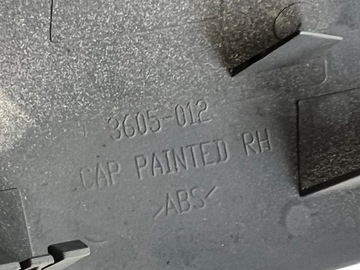 3605-012
CAP PAINTED RH
>ABS<